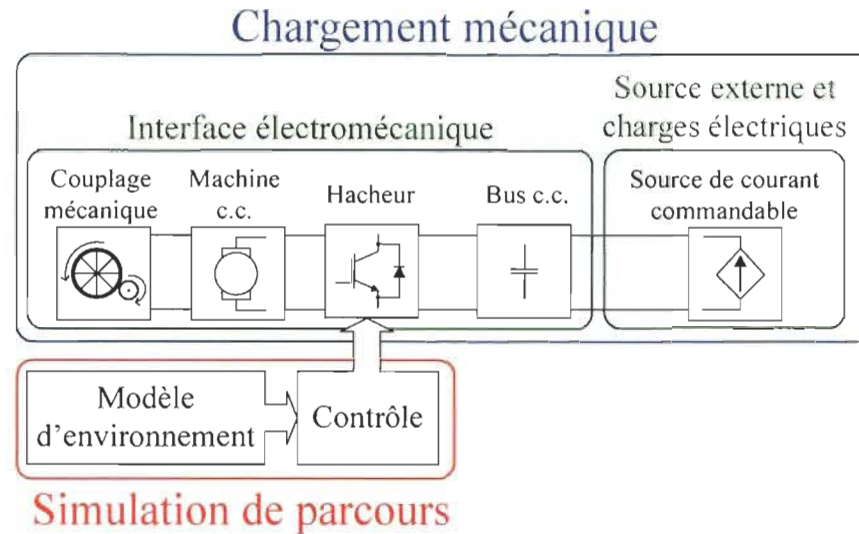 Chargement mécanique
Source externe et
charges électriques
Interface électromécanique
Couplage
mécanique
Machine
c.c.
Hacheur
Bus c.c.
Source de courant
commandable
Modèle
d'environnement
Contrôle
Simulation de parcours